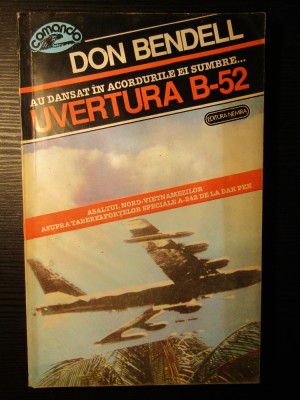 comando
DON BENDELL
AU DANSAT ÎN ACORDURILE EI SUMBRE...
UVERTURA B-52
EDITURA NEMIRA
ASALTUL NORD-VIETNAMEZILOR
ASUPRA TABEREI FORȚELOR SPECIALE A-242 DE LA DAK PEK